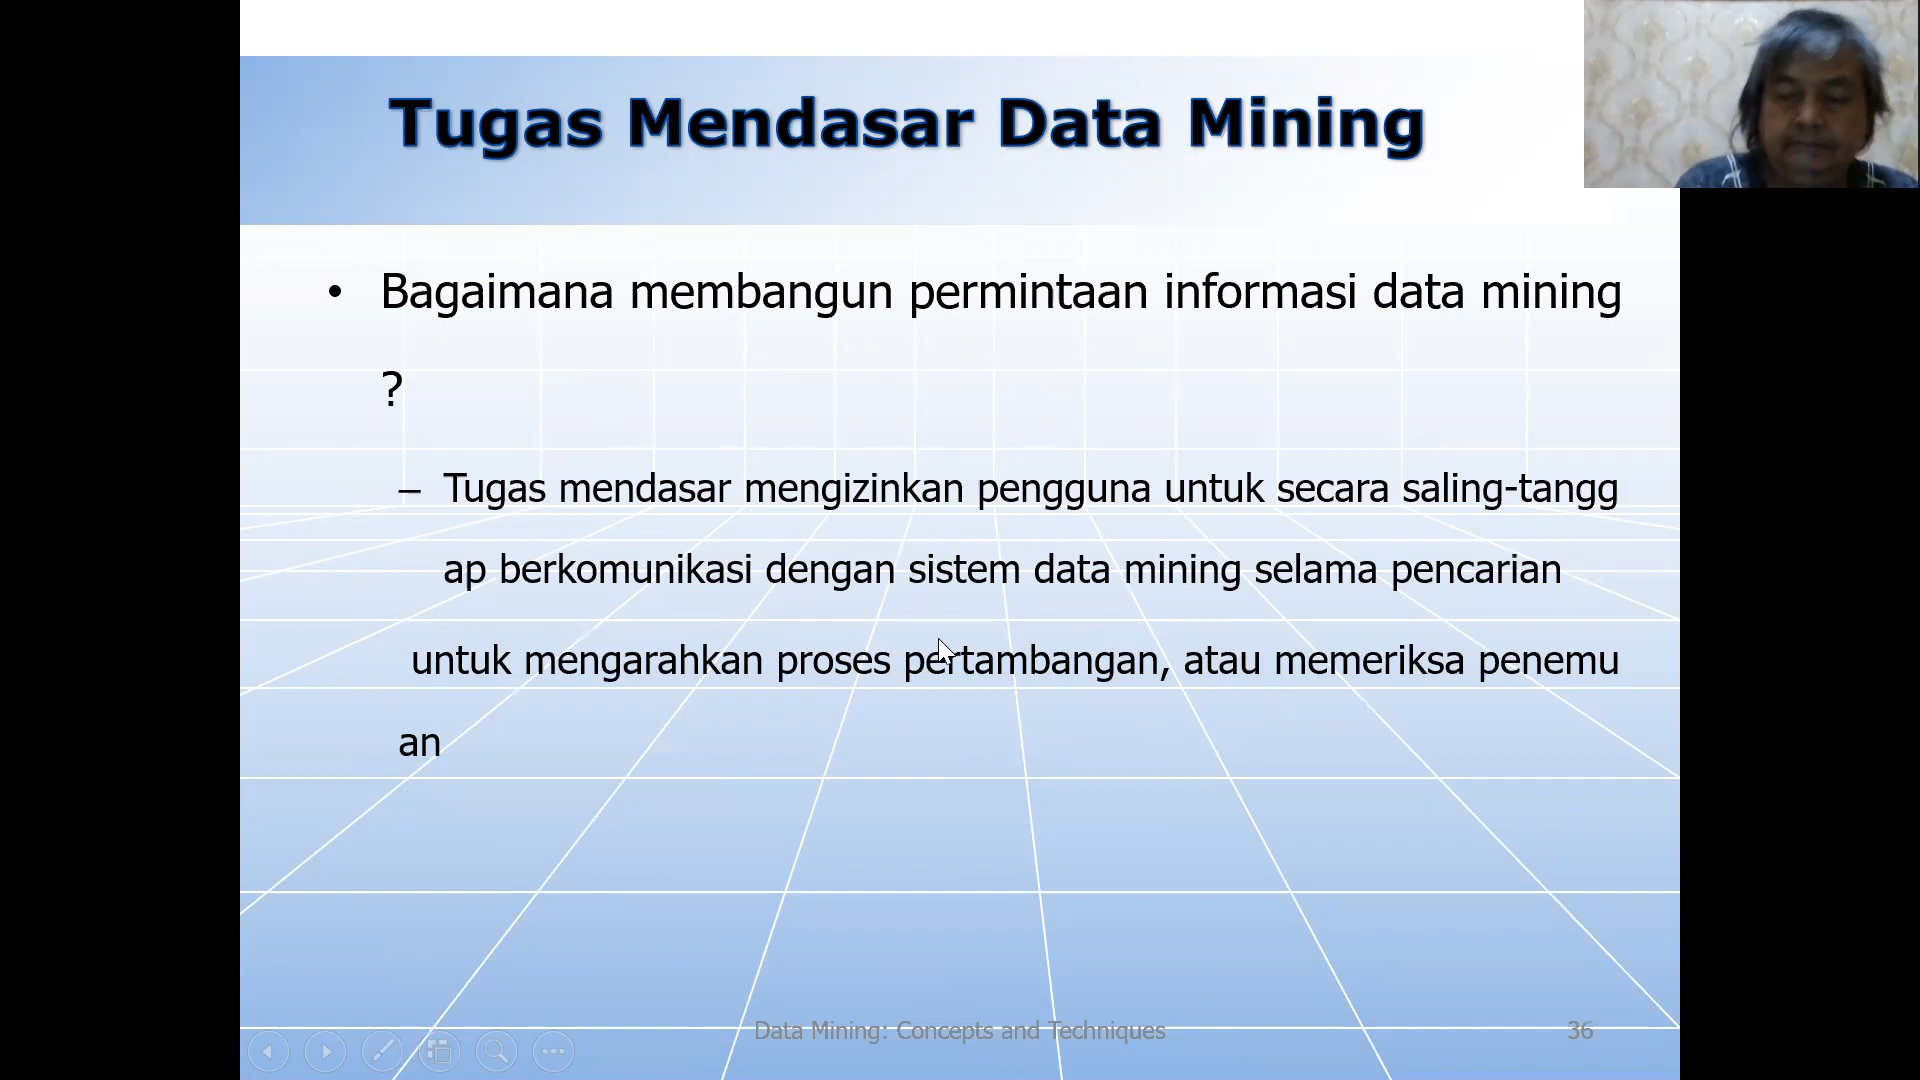 Tugas Mendasar Data Mining
• Bagaimana membangun permintaan informasi data mining
?
– Tugas mendasar mengizinkan pengguna untuk secara saling-tangg
ap berkomunikasi dengan sistem data mining selama pencarian
untuk mengarahkan proses pertambangan, atau memeriksa penemu
an
Data Mining: Concepts and Techniques
36